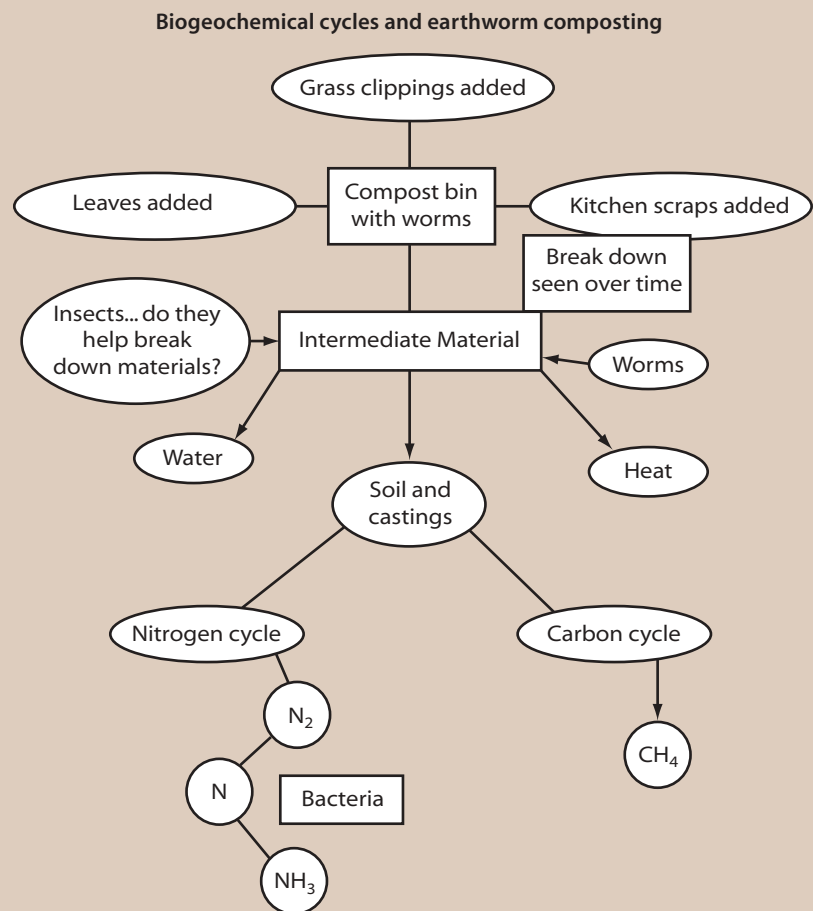 Biogeochemical cycles and earthworm composting
Grass clippings added
Leaves added
Compost bin
with worms
Kitchen scraps added
Break down
seen over time
Insects... do they
help break
down materials?
Intermediate Material
Worms
Water
Heat
Soil and
castings
Nitrogen cycle
Carbon cycle
N₂
CH₄
N
Bacteria
NH₃